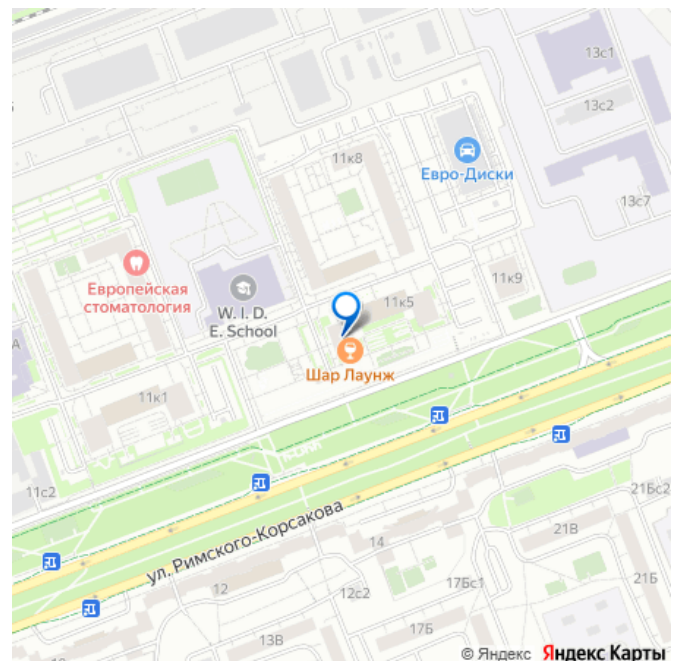 13с1
13с2
11к8
Евро-Диски
13с7
Европейская
стоматология
W. I. D.
E. School
11к9
11к5
Шар Лаунж
11к1
11с2
ул. Римского-Корсакова
14
12
12с2
13В
17Б
17Бс1
21Бс2
21В
21Б
© Яндекс Яндекс Карты